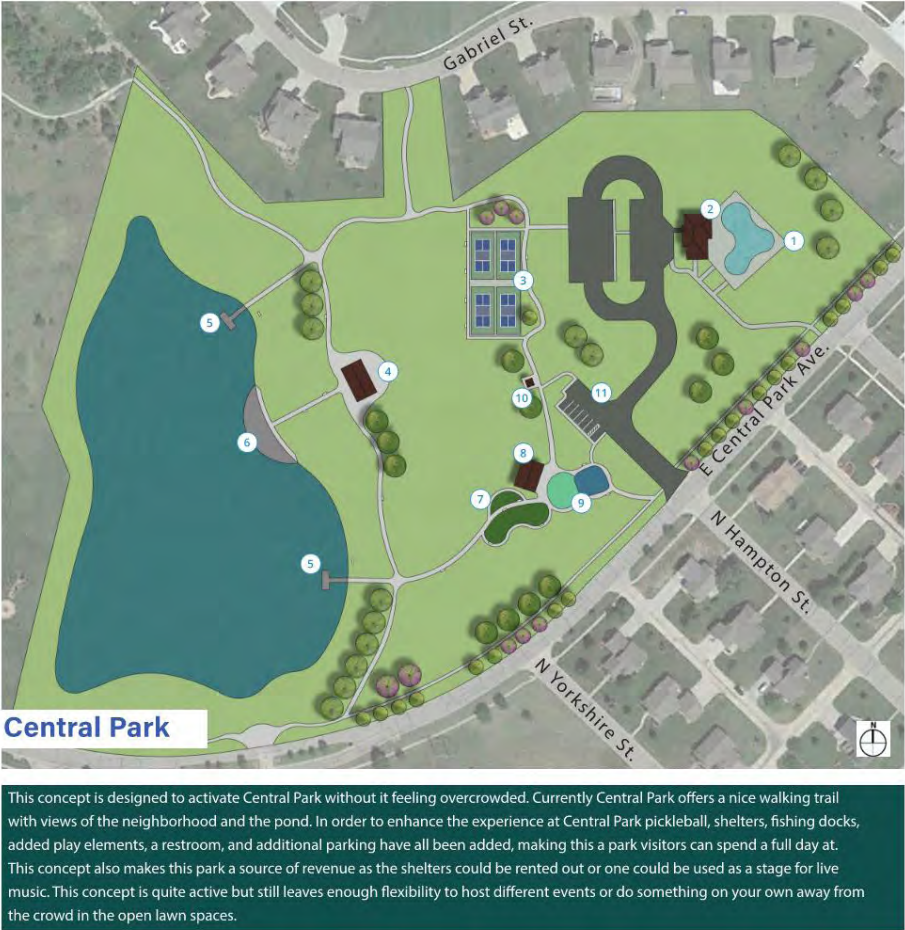 Gabriel St.
2
1
3
5
4
10
11
6
8
7
9
5
E Central Park Ave.
N Hampton St.
N Yorkshire St.
Central Park
N
This concept is designed to activate Central Park without it feeling overcrowded. Currently Central Park offers a nice walking trail
with views of the neighborhood and the pond. In order to enhance the experience at Central Park pickleball, shelters, fishing docks,
added play elements, a restroom, and additional parking have all been added, making this a park visitors can spend a full day at.
This concept also makes this park a source of revenue as the shelters could be rented out or one could be used as a stage for live
music. This concept is quite active but still leaves enough flexibility to host different events or do something on your own away from
the crowd in the open lawn spaces.